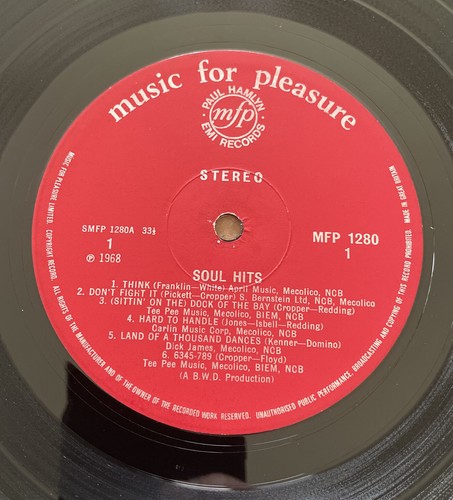 music for pleasure
PAUL HAMLYN
mfp
EMI RECORDS
STEREO
SMFP 1280A 33⅓
1
℗ 1968
MFP 1280
1
SOUL HITS
1. THINK (Franklin—White) April Music, Mecolico, NCB
2. DON'T FIGHT IT (Pickett—Cropper) S. Bernstein Ltd, NCB, Mecolico
3. (SITTIN' ON THE) DOCK OF THE BAY (Cropper—Redding)
Tee Pee Music, Mecolico, BIEM, NCB
4. HARD TO HANDLE (Jones—Isbell—Redding)
Carlin Music Corp, Mecolico, NCB
5. LAND OF A THOUSAND DANCES (Kenner—Domino)
Dick James, Mecolico, NCB
6. 6345-789 (Cropper—Floyd)
Tee Pee Music, Mecolico, BIEM, NCB
(A B.W.D. Production)
MUSIC FOR PLEASURE LIMITED. COPYRIGHT RECORD. ALL RIGHTS OF THE MANUFACTURER AND OF THE OWNER OF THE RECORDED WORK RESERVED. UNAUTHORISED PUBLIC PERFORMANCE, BROADCASTING AND COPYING OF THIS RECORD PROHIBITED. MADE IN GREAT BRITAIN